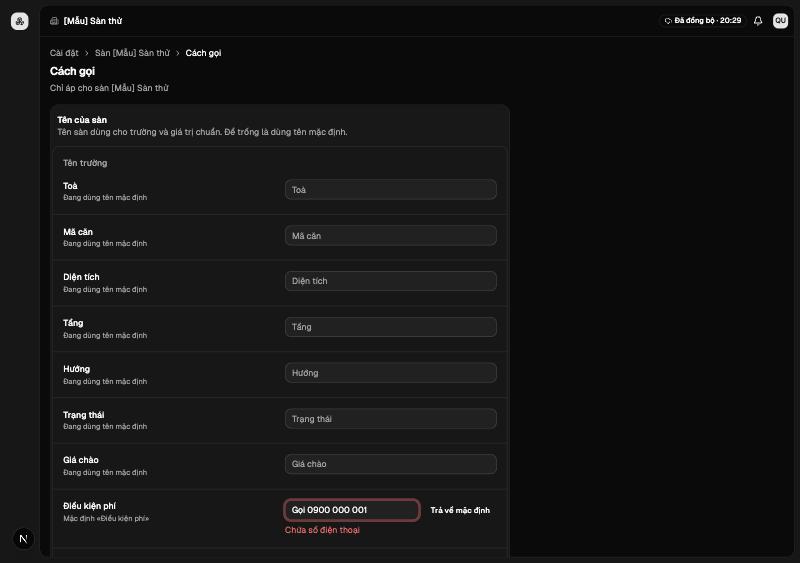 [Mẫu] Sàn thử
Đã đồng bộ · 20:29
QU
Cài đặt > Sàn [Mẫu] Sàn thử > Cách gọi
Cách gọi
Chỉ áp cho sàn [Mẫu] Sàn thử
Tên của sàn
Tên sàn dùng cho trường và giá trị chuẩn. Để trống là dùng tên mặc định.
Tên trường
Toà
Đang dùng tên mặc định
Toà
Mã căn
Đang dùng tên mặc định
Mã căn
Diện tích
Đang dùng tên mặc định
Diện tích
Tầng
Đang dùng tên mặc định
Tầng
Hướng
Đang dùng tên mặc định
Hướng
Trạng thái
Đang dùng tên mặc định
Trạng thái
Giá chào
Đang dùng tên mặc định
Giá chào
Điều kiện phí
Mặc định «Điều kiện phí»
Gọi 0900 000 001
Trả về mặc định
Chứa số điện thoại
N